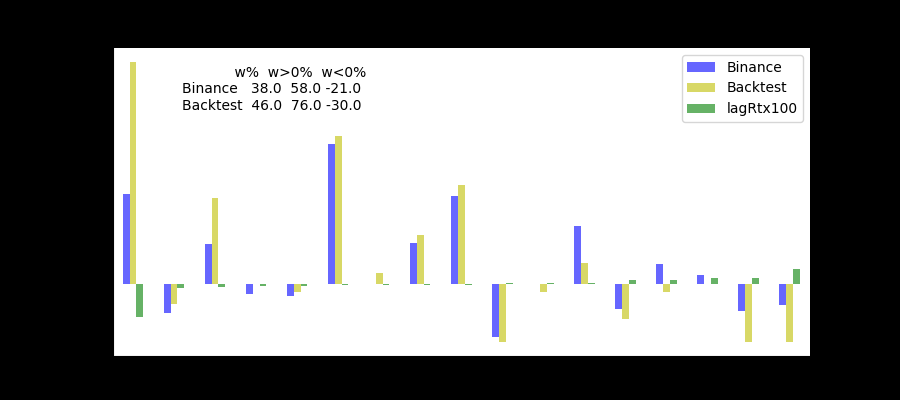 w%  w>0%  w<0%
Binance   38.0  58.0 -21.0
Backtest  46.0  76.0 -30.0
Binance
Backtest
lagRtx100